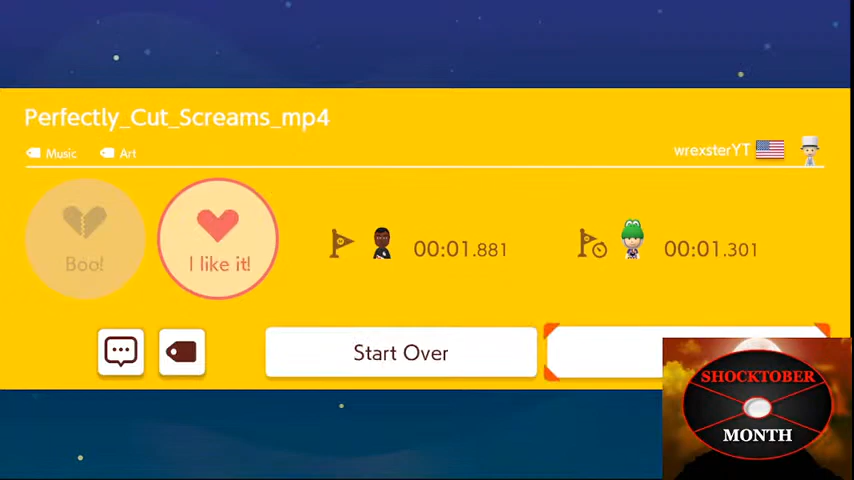 Perfectly_Cut_Screams_mp4
Music Art
wrexsterYT
Boo!
I like it!
00:01.881
00:01.301
Start Over
SHOCKTOBER
MONTH